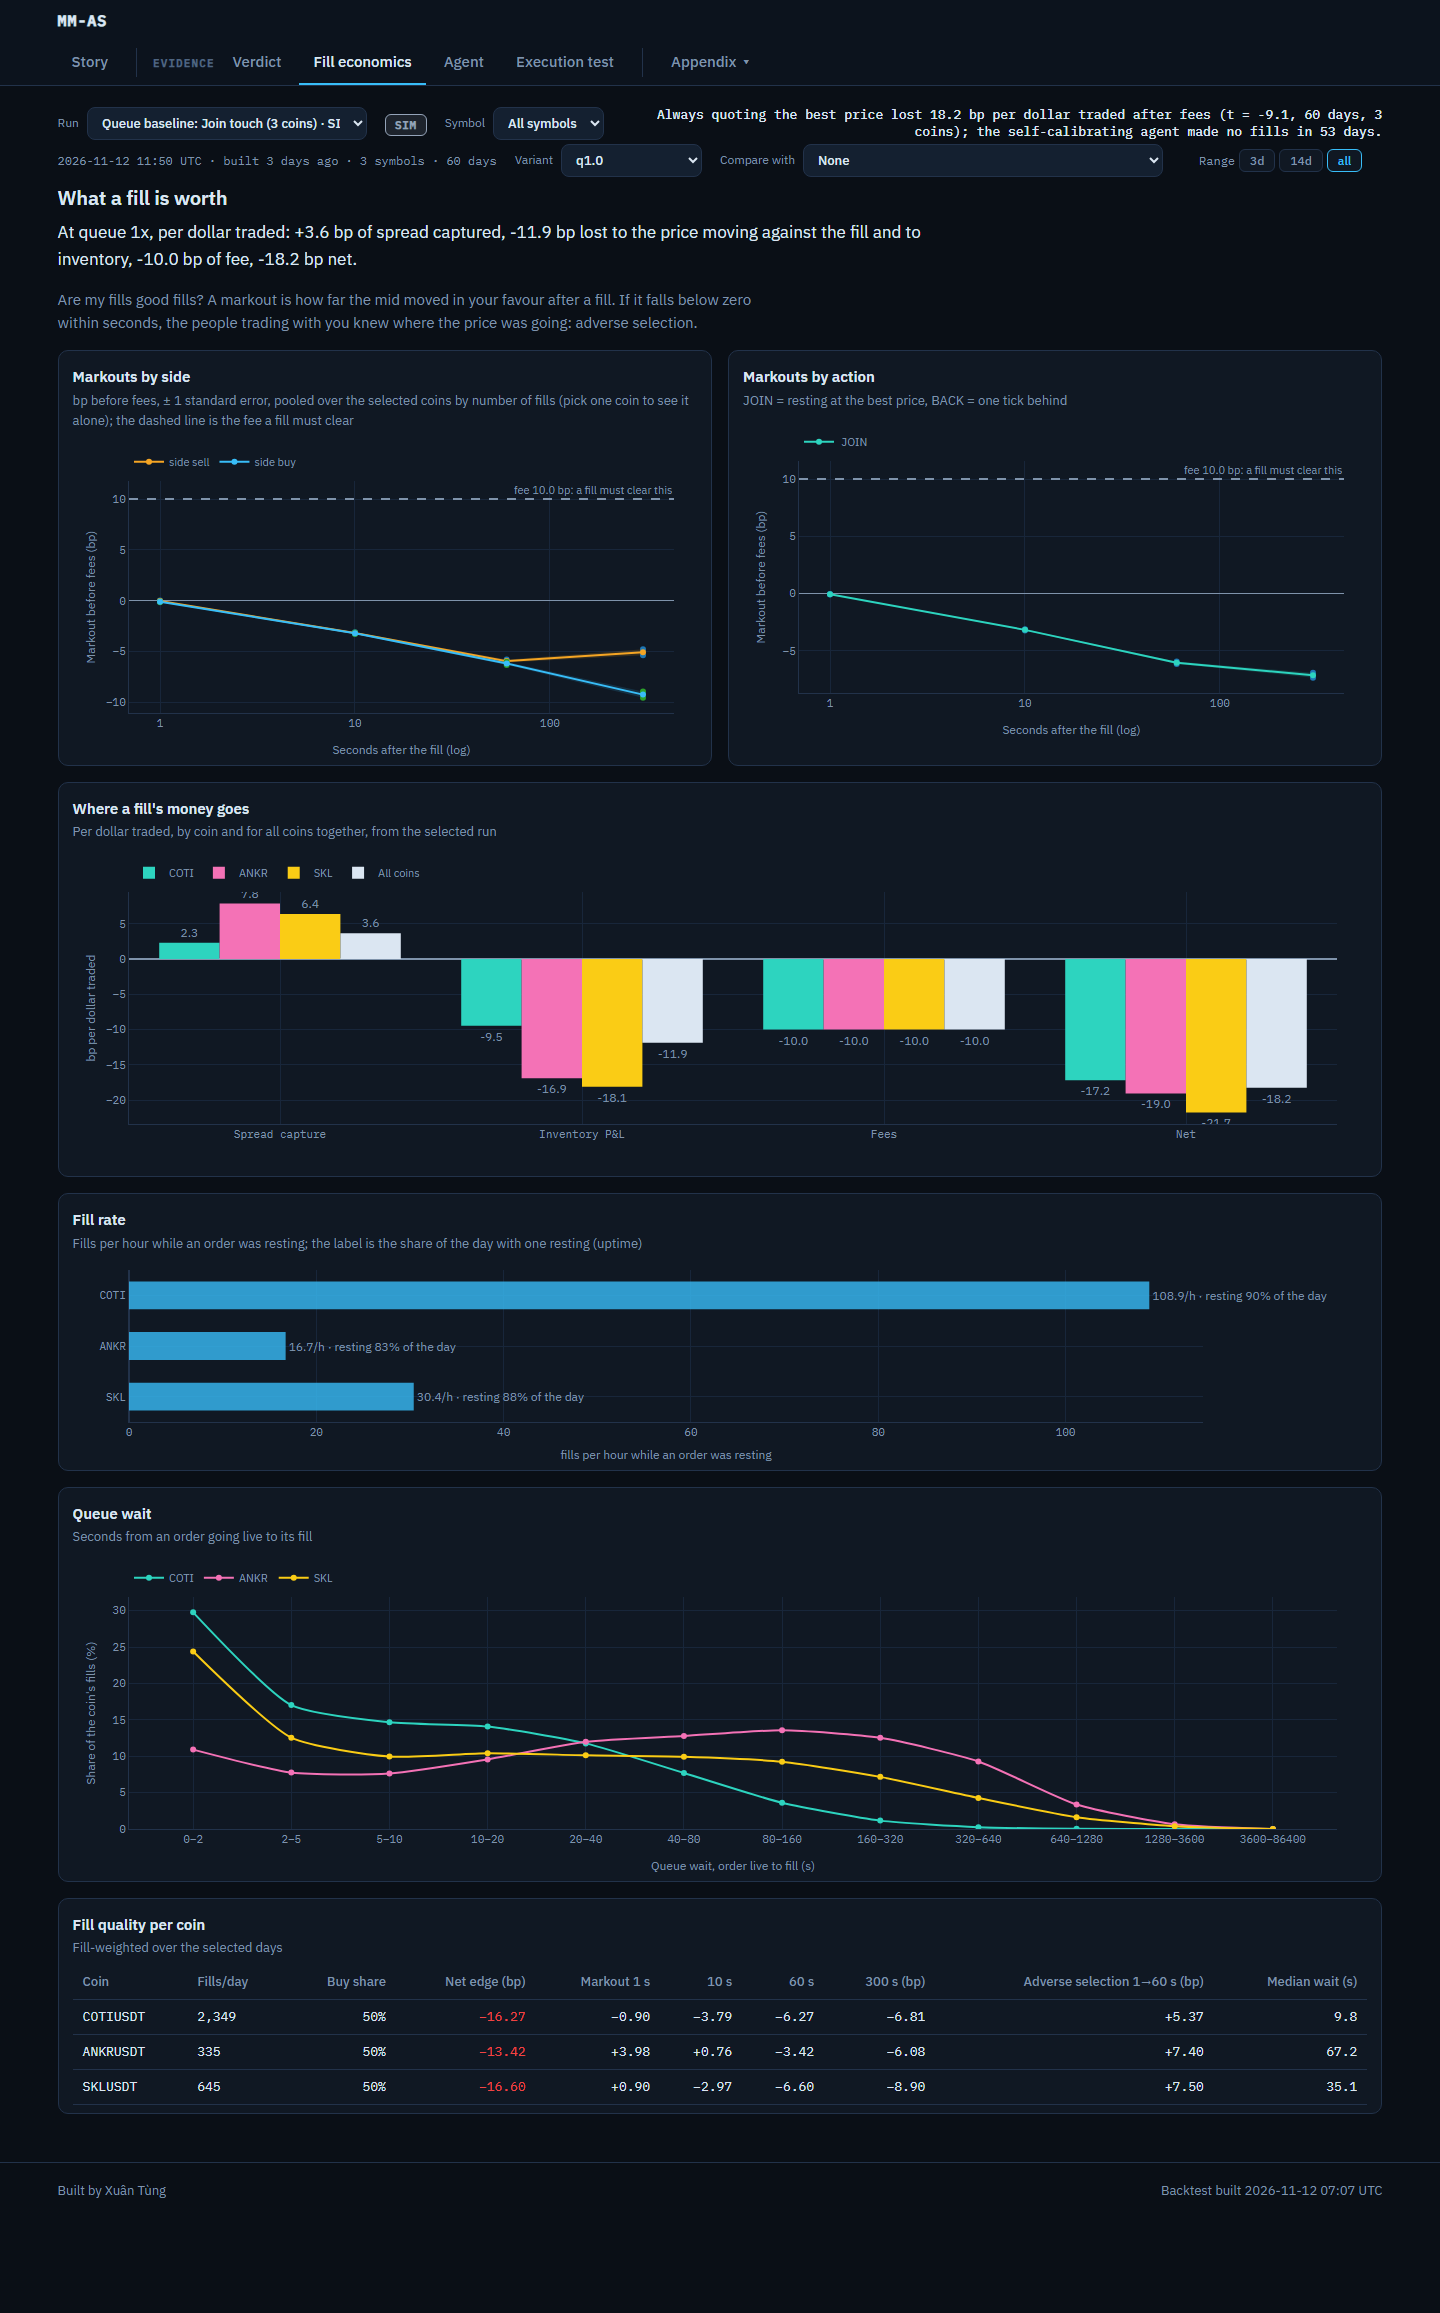 MM-AS
Story EVIDENCE Verdict Fill economics Agent Execution test Appendix ▾
Run Queue baseline: Join touch (3 coins) · SI SIM Symbol All symbols
Always quoting the best price lost 18.2 bp per dollar traded after fees (t = -9.1, 60 days, 3
coins); the self-calibrating agent made no fills in 53 days.
2026-11-12 11:50 UTC · built 3 days ago · 3 symbols · 60 days Variant q1.0 Compare with None Range 3d 14d all
What a fill is worth
At queue 1x, per dollar traded: +3.6 bp of spread captured, -11.9 bp lost to the price moving against the fill and to
inventory, -10.0 bp of fee, -18.2 bp net.
Are my fills good fills? A markout is how far the mid moved in your favour after a fill. If it falls below zero
within seconds, the people trading with you knew where the price was going: adverse selection.
Markouts by side
bp before fees, ± 1 standard error, pooled over the selected coins by number of fills (pick one coin to see it
alone); the dashed line is the fee a fill must clear
side sell side buy
fee 10.0 bp: a fill must clear this
10
5
0
−5
−10
Markout before fees (bp)
1 10 100
Seconds after the fill (log)
Markouts by action
JOIN = resting at the best price, BACK = one tick behind
JOIN
fee 10.0 bp: a fill must clear this
10
5
0
−5
Markout before fees (bp)
1 10 100
Seconds after the fill (log)
Where a fill's money goes
Per dollar traded, by coin and for all coins together, from the selected run
COTI ANKR SKL All coins
bp per dollar traded
5
0
−5
−10
−15
−20
2.3 7.8 6.4 3.6
-9.5 -16.9 -18.1 -11.9
-10.0 -10.0 -10.0 -10.0
-17.2 -19.0 -21.7 -18.2
Spread capture Inventory P&L Fees Net
Fill rate
Fills per hour while an order was resting; the label is the share of the day with one resting (uptime)
COTI 108.9/h · resting 90% of the day
ANKR 16.7/h · resting 83% of the day
SKL 30.4/h · resting 88% of the day
0 20 40 60 80 100
fills per hour while an order was resting
Queue wait
Seconds from an order going live to its fill
COTI ANKR SKL
Share of the coin's fills (%)
30
25
20
15
10
5
0
0–2 2–5 5–10 10–20 20–40 40–80 80–160 160–320 320–640 640–1280 1280–3600 3600–86400
Queue wait, order live to fill (s)
Fill quality per coin
Fill-weighted over the selected days
Coin Fills/day Buy share Net edge (bp) Markout 1 s 10 s 60 s 300 s (bp) Adverse selection 1→60 s (bp) Median wait (s)
COTIUSDT 2,349 50% −16.27 −0.90 −3.79 −6.27 −6.81 +5.37 9.8
ANKRUSDT 335 50% −13.42 +3.98 +0.76 −3.42 −6.08 +7.40 67.2
SKLUSDT 645 50% −16.60 +0.90 −2.97 −6.60 −8.90 +7.50 35.1
Built by Xuân Tùng
Backtest built 2026-11-12 07:07 UTC